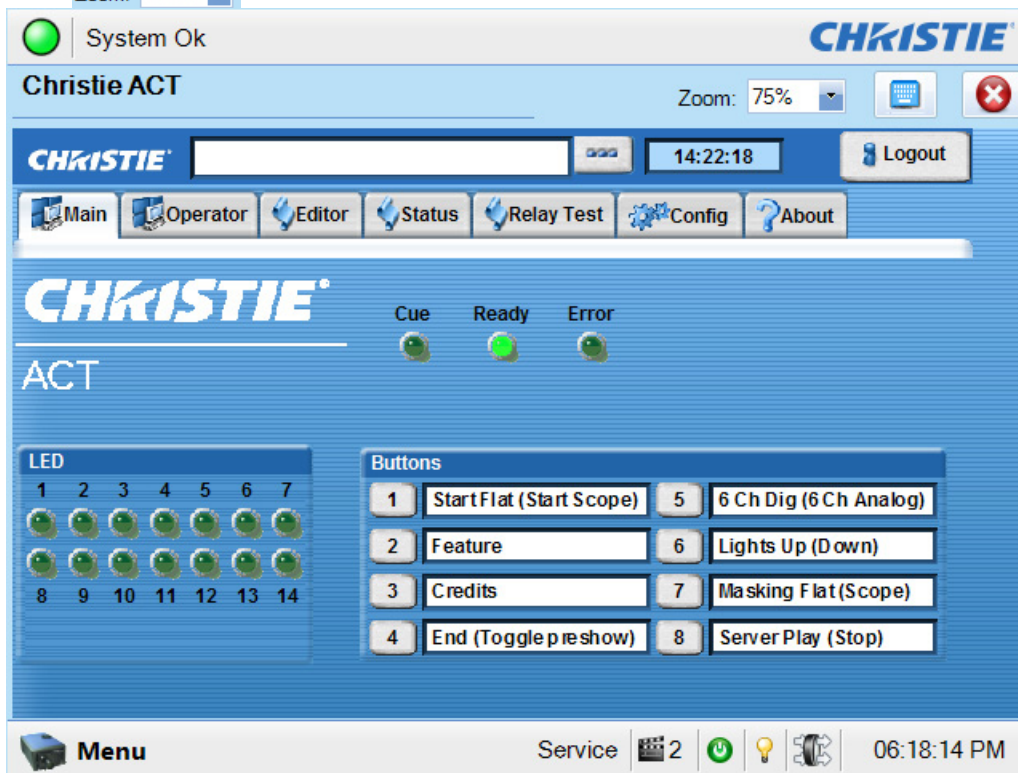 Zoom:
System Ok
CHRISTIE
Christie ACT
Zoom: 75%
CHRISTIE 14:22:18 Logout
Main Operator Editor Status Relay Test Config About
CHRISTIE
Cue Ready Error
ACT
LED
1 2 3 4 5 6 7
8 9 10 11 12 13 14
Buttons
1 Start Flat (Start Scope) 5 6 Ch Dig (6 Ch Analog)
2 Feature 6 Lights Up (Down)
3 Credits 7 Masking Flat (Scope)
4 End (Toggle preshow) 8 Server Play (Stop)
Menu Service 2 06:18:14 PM